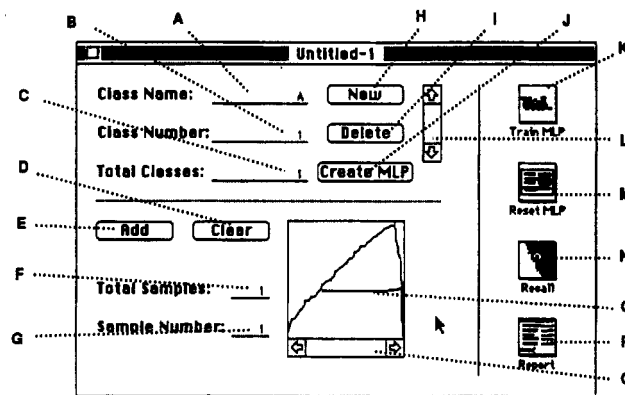 B A H I J
K
Untitled-1
Class Name: A New
Train MLP
C
Class Number: 1 Delete
L
Total Classes: 1 Create MLP
D
Reset MLP
E Add Clear
F
Total Samples: 1
Recall
G Sample Number: 1
Report